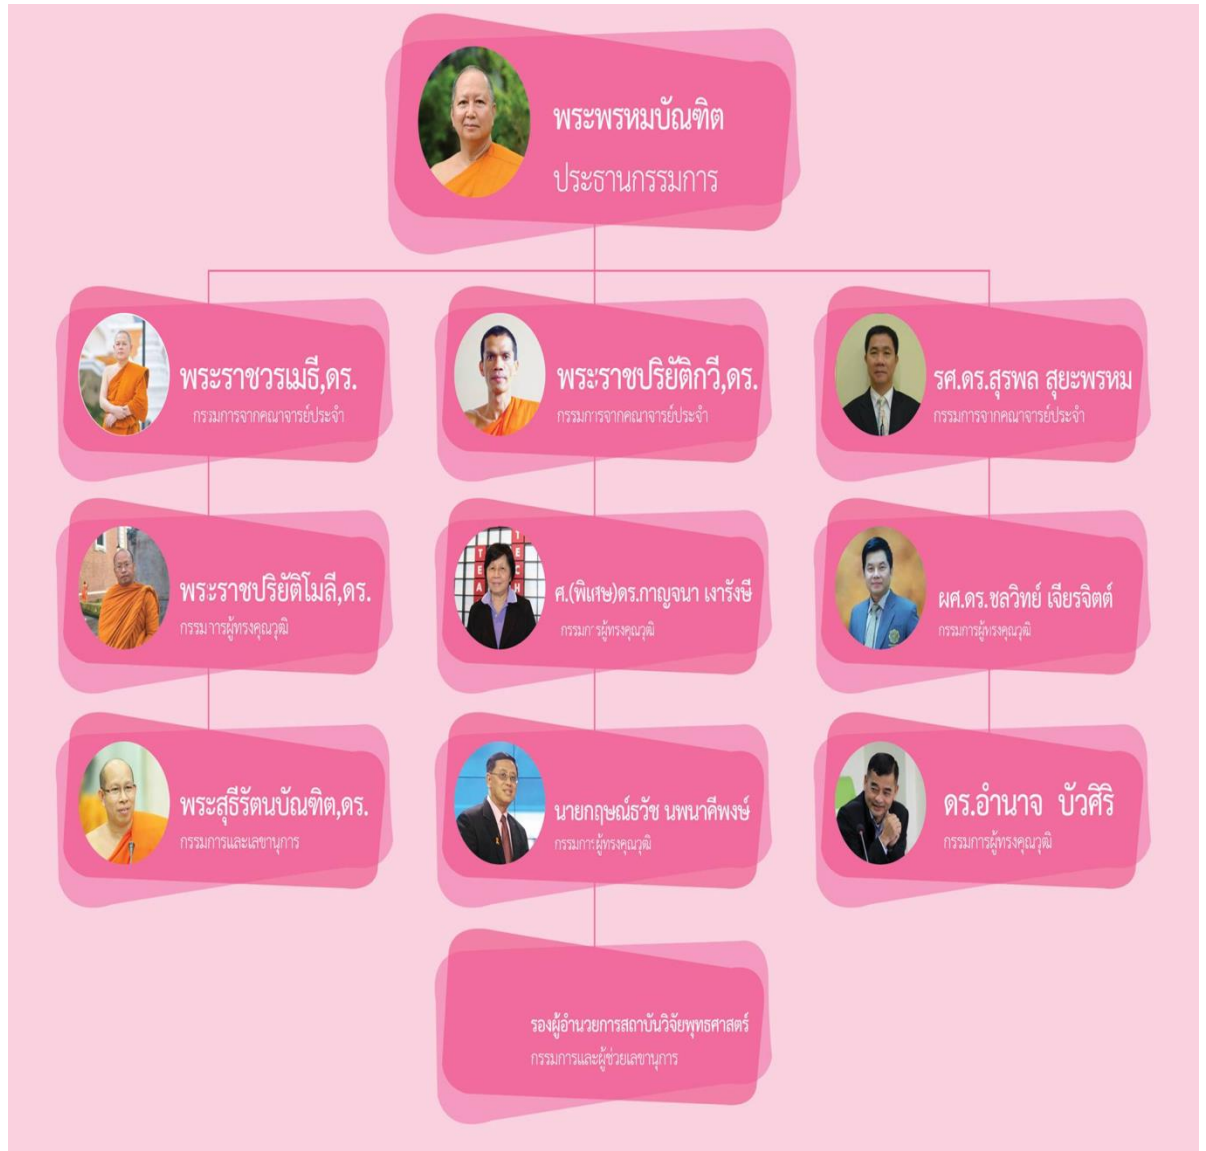 พระพรหมบัณฑิต
ประธานกรรมการ
พระราชวรเมธี,ดร.
กรรมการจากคณาจารย์ประจำ
พระราชปริยัติกวี,ดร.
กรรมการจากคณาจารย์ประจำ
รศ.ดร.สุรพล สุยะพรหม
กรรมการจากคณาจารย์ประจำ
พระราชปริยัติโมลี,ดร.
กรรมการผู้ทรงคุณวุฒิ
ศ.(พิเศษ)ดร.กาญจนา เงารังษี
กรรมการผู้ทรงคุณวุฒิ
ผศ.ดร.ชลวิทย์ เจียรจิตต์
กรรมการผู้ทรงคุณวุฒิ
พระสุธีรัตนบัณฑิต,ดร.
กรรมการและเลขานุการ
นายกฤษณ์ธวัช นพนาคีพงษ์
กรรมการผู้ทรงคุณวุฒิ
ดร.อำนาจ บัวศิริ
กรรมการผู้ทรงคุณวุฒิ
รองผู้อำนวยการสถาบันวิจัยพุทธศาสตร์
กรรมการและผู้ช่วยเลขานุการ